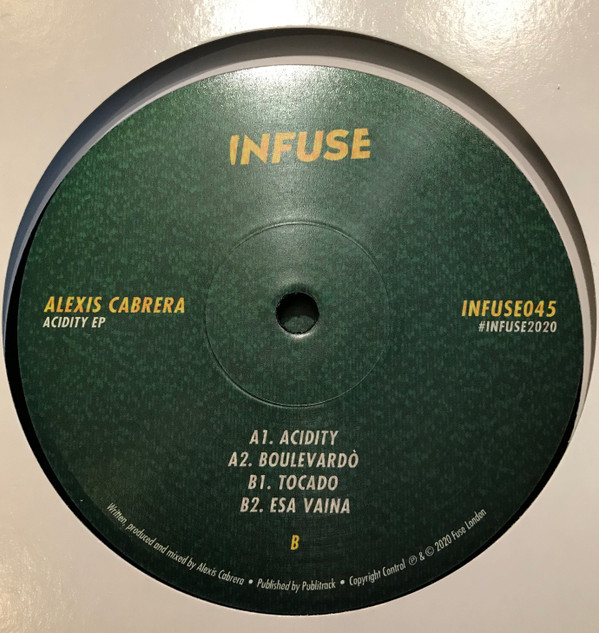 INFUSE
ALEXIS CABRERA
ACIDITY EP
INFUSE045
#INFUSE2020
A1. ACIDITY
A2. BOULEVARDÒ
B1. TOCADO
B2. ESA VAINA
B
Written, produced and mixed by Alexis Cabrera • Published by Publitrack • Copyright Control ℗ & © 2020 Fuse London